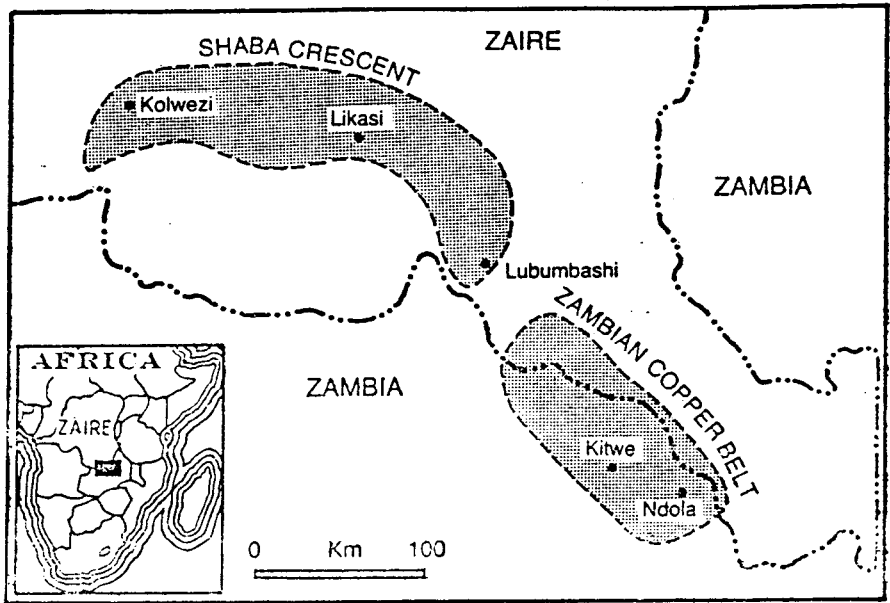 SHABA CRESCENT
ZAIRE
Kolwezi
Likasi
ZAMBIA
Lubumbashi
ZAMBIAN COPPER BELT
AFRICA
ZAIRE
ZAMBIA
Kitwe
Ndola
0 Km 100